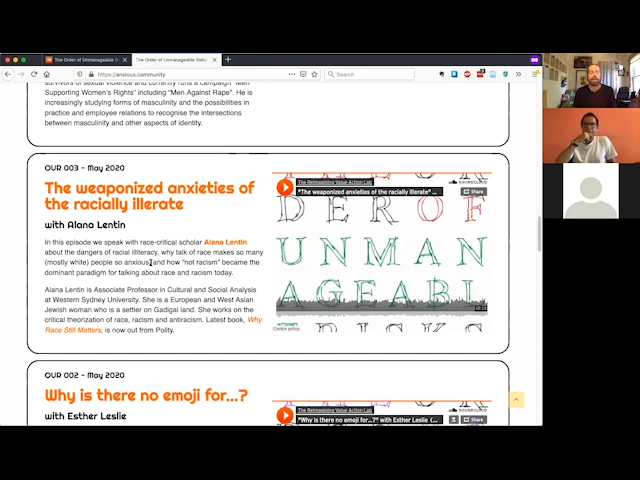 The Order of Unmanageable Ri
The Order of Unmanageable Risks
https://anxious.community
Search
survivors of sexual violence and currently runs a campaign "Men
Supporting Women's Rights" including "Men Against Rape". He is
increasingly studying forms of masculinity and the possibilities in
practice and employee relations to recognise the intersections
between masculinity and other aspects of identity.
OUR 003 - May 2020
The weaponized anxieties of
the racially illerate
with Alana Lentin
In this episode we speak with race-critical scholar Alana Lentin
about the dangers of racial illiteracy, why talk of race makes so many
(mostly white) people so anxious and how "not racism" became the
dominant paradigm for talking about race and racism today.
Alana Lentin is Associate Professor in Cultural and Social Analysis
at Western Sydney University. She is a European and West Asian
Jewish woman who is a settler on Gadigal land. She works on the
critical theorization of race, racism and antiracism. Latest book, Why
Race Still Matters, is now out from Polity.
The Reimagining Value Action Lab
"The weaponized anxieties of the racially illerate" ...
SOUNDCLOUD
Share
DER OF
UNMAN
AGEABL
Cookie policy
OUR 002 - May 2020
Why is there no emoji for...?
with Esther Leslie
The Reimagining Value Action Lab
"Why is there no emoji for...?" with Esther Leslie (...
SOUNDCLOUD
Share